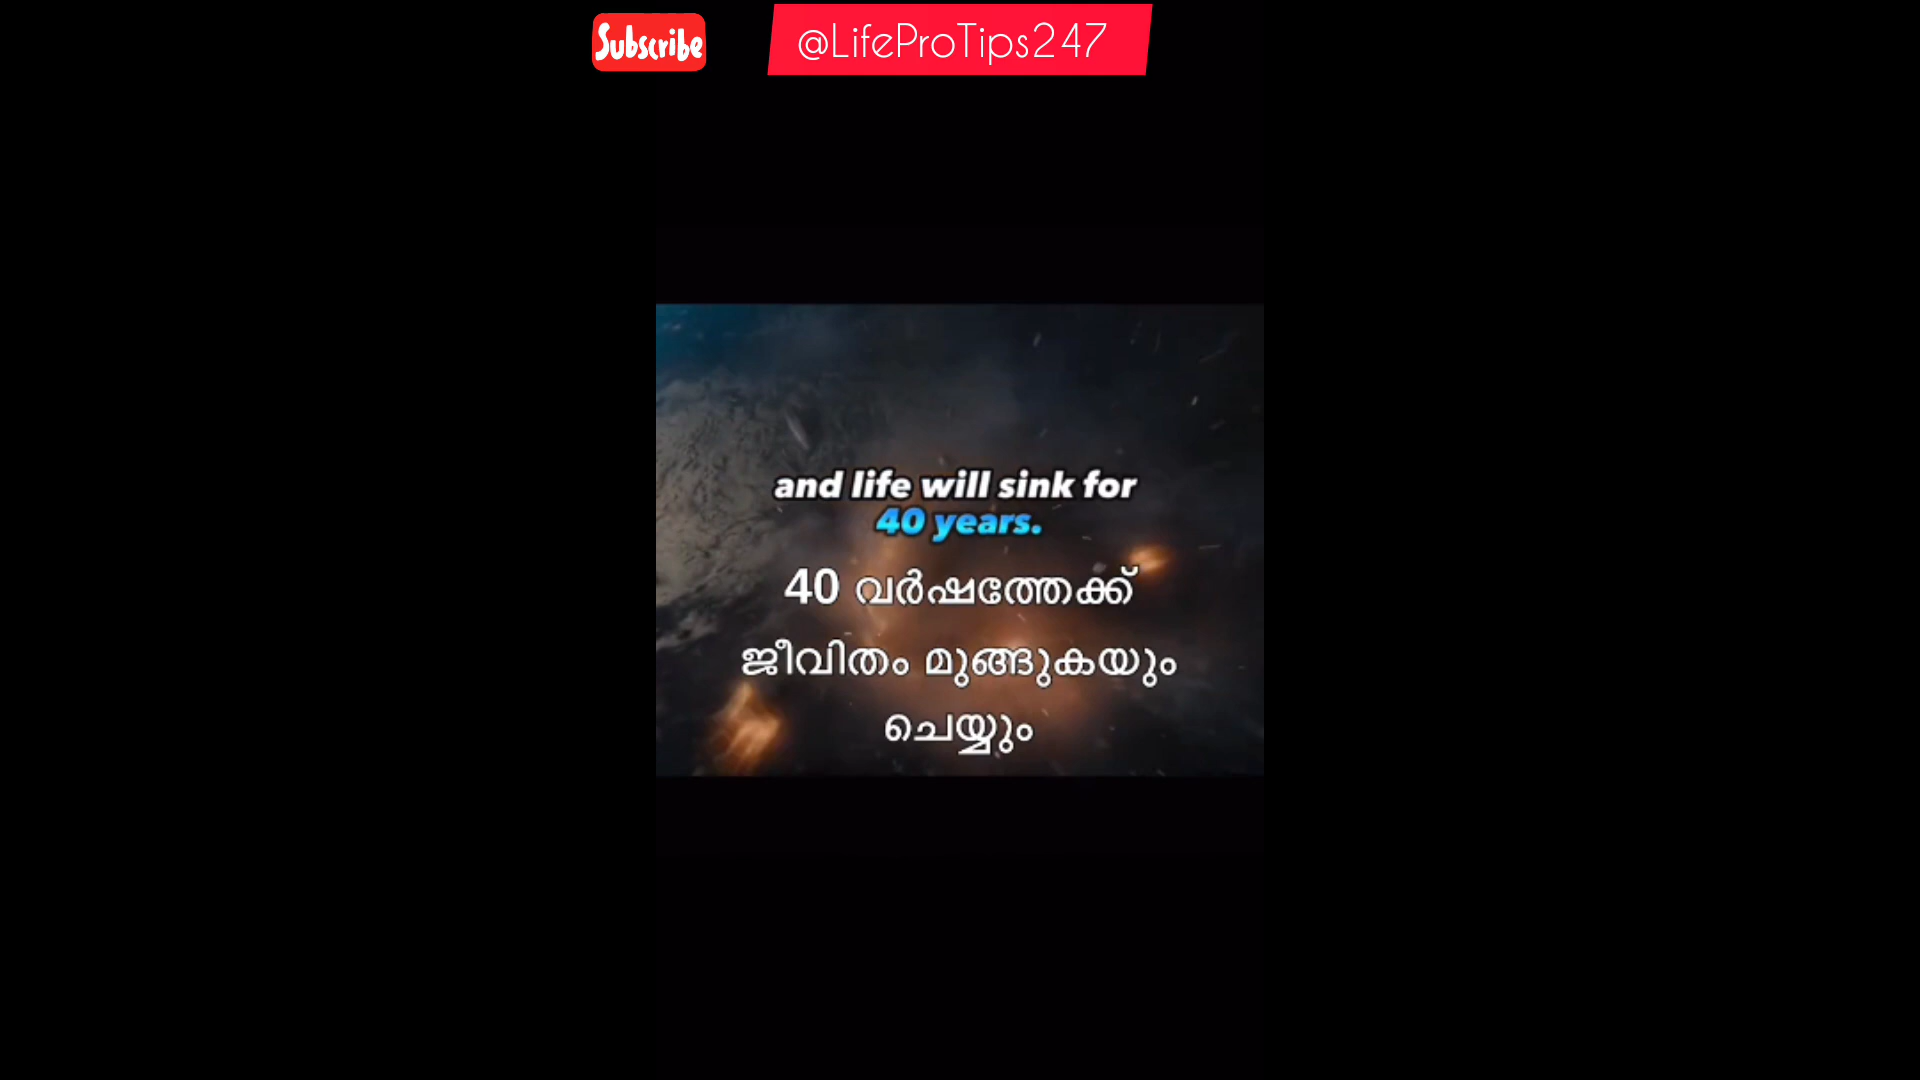 Subscribe
@LifeProTips247
and life will sink for
40 years.
40 വർഷത്തേക്ക്
ജീവിതം മുങ്ങുകയും
ചെയ്യും